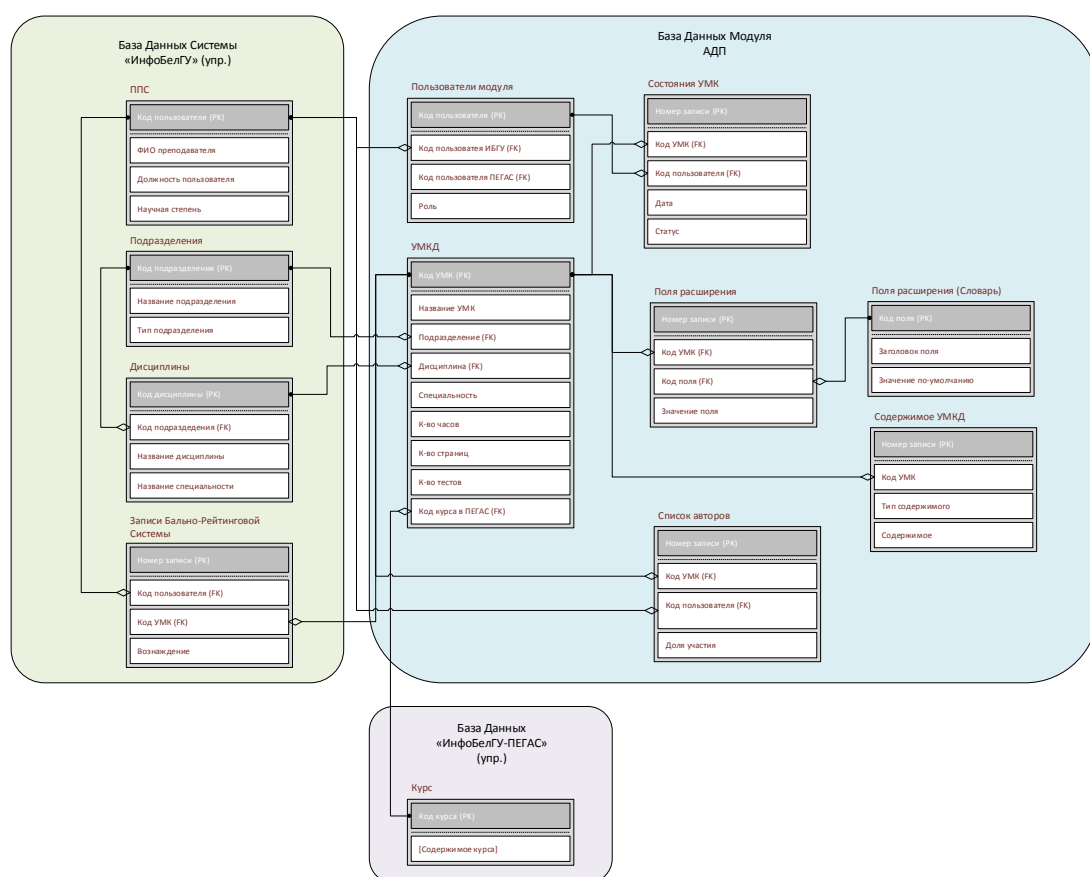 База Данных Системы
«ИнфоБелГУ» (упр.)
ППС
Код пользователя (PK)
ФИО преподавателя
Должность пользователя
Научная степень
Подразделения
Код подразделения (PK)
Название подразделения
Тип подразделения
Дисциплины
Код дисциплины (PK)
Код подраздедения (FK)
Название дисциплины
Название специальности
Записи Бально-Рейтинговой
Системы
Номер записи (PK)
Код пользователя (FK)
Код УМК (FK)
Вознаждение
База Данных Модуля
АДП
Пользователи модуля
Код пользователя (PK)
Код пользоватея ИБГУ (FK)
Код пользователя ПЕГАС (FK)
Роль
УМКД
Код УМК (PK)
Название УМК
Подразделение (FK)
Дисциплина (FK)
Специальность
К-во часов
К-во страниц
К-во тестов
Код курса в ПЕГАС (FK)
Состояния УМК
Номер записи (PK)
Код УМК (FK)
Код пользователя (FK)
Дата
Статус
Поля расширения
Номер записи (PK)
Код УМК (FK)
Код поля (FK)
Значение поля
Поля расширения (Словарь)
Код поля (PK)
Заголовок поля
Значение по-умолчанию
Содержимое УМКД
Номер записи (PK)
Код УМК
Тип содержимого
Содержимое
Список авторов
Номер записи (PK)
Код УМК (FK)
Код пользователя (FK)
Доля участия
База Данных
«ИнфоБелГУ-ПЕГАС»
(упр.)
Курс
Код курса (PK)
[Содержимое курса]